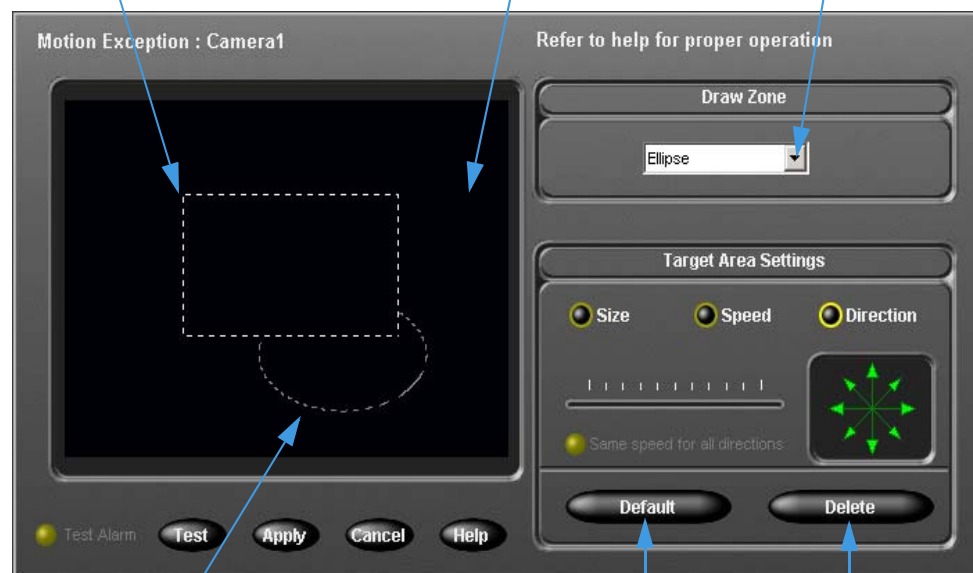 Motion Exception : Camera1
Refer to help for proper operation
Draw Zone
Ellipse
Target Area Settings
Size Speed Direction
Same speed for all directions
Default Delete
Test Alarm Test Apply Cancel Help